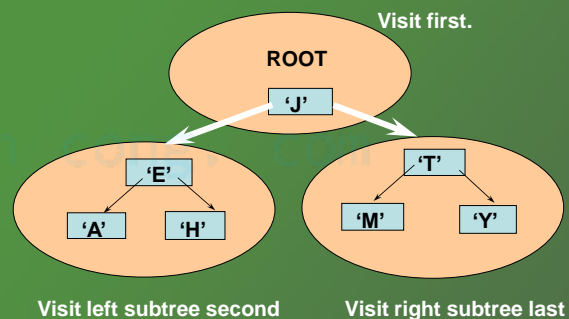 Visit first.
ROOT
‘J’
‘E’
‘T’
‘A’
‘H’
‘M’
‘Y’
Visit left subtree second
Visit right subtree last